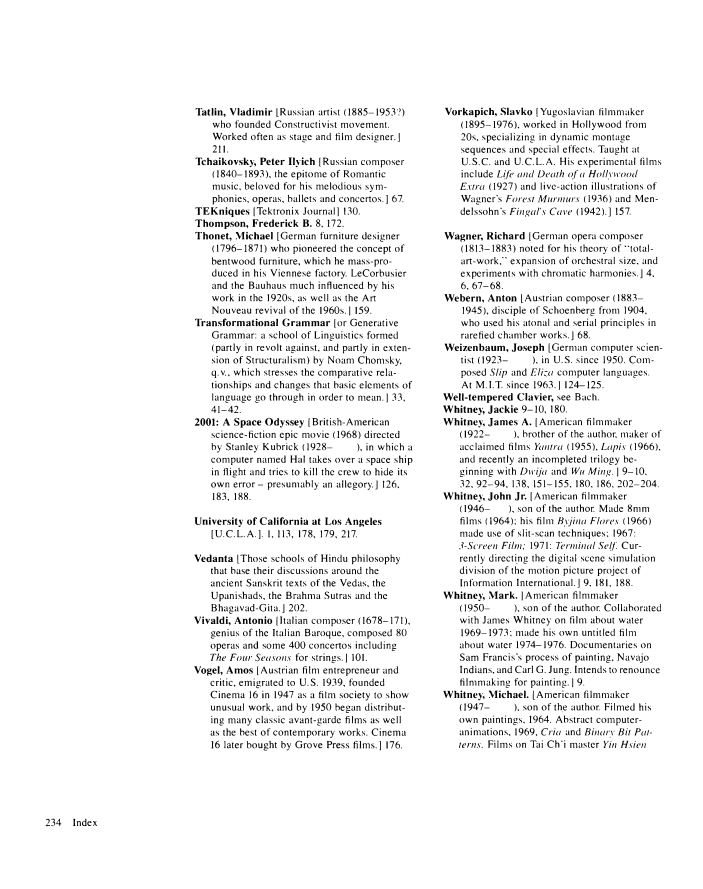 Tatlin, Vladimir [Russian artist (1885–1953?)
who founded Constructivist movement.
Worked often as stage and film designer.]
211.
Tchaikovsky, Peter Ilyich [Russian composer
(1840–1893), the epitome of Romantic
music, beloved for his melodious sym-
phonies, operas, ballets and concertos.] 67.
TEKniques [Tektronix Journal] 130.
Thompson, Frederick B. 8, 172.
Thonet, Michael [German furniture designer
(1796–1871) who pioneered the concept of
bentwood furniture, which he mass-pro-
duced in his Viennese factory. LeCorbusier
and the Bauhaus much influenced by his
work in the 1920s, as well as the Art
Nouveau revival of the 1960s.] 159.
Transformational Grammar [or Generative
Grammar: a school of Linguistics formed
(partly in revolt against, and partly in exten-
sion of Structuralism) by Noam Chomsky,
q.v., which stresses the comparative rela-
tionships and changes that basic elements of
language go through in order to mean.] 33,
41–42.
2001: A Space Odyssey [British-American
science-fiction epic movie (1968) directed
by Stanley Kubrick (1928– ), in which a
computer named Hal takes over a space ship
in flight and tries to kill the crew to hide its
own error – presumably an allegory.] 126,
183, 188.
University of California at Los Angeles
[U.C.L.A.]. 1, 113, 178, 179, 217.
Vedanta [Those schools of Hindu philosophy
that base their discussions around the
ancient Sanskrit texts of the Vedas, the
Upanishads, the Brahma Sutras and the
Bhagavad-Gita.] 202.
Vivaldi, Antonio [Italian composer (1678–171),
genius of the Italian Baroque, composed 80
operas and some 400 concertos including
The Four Seasons for strings.] 101.
Vogel, Amos [Austrian film entrepreneur and
critic, emigrated to U.S. 1939, founded
Cinema 16 in 1947 as a film society to show
unusual work, and by 1950 began distribut-
ing many classic avant-garde films as well
as the best of contemporary works. Cinema
16 later bought by Grove Press films.] 176.
Vorkapich, Slavko [Yugoslavian filmmaker
(1895–1976), worked in Hollywood from
20s, specializing in dynamic montage
sequences and special effects. Taught at
U.S.C. and U.C.L.A. His experimental films
include Life and Death of a Hollywood
Extra (1927) and live-action illustrations of
Wagner's Forest Murmurs (1936) and Men-
delssohn's Fingal's Cave (1942).] 157.
Wagner, Richard [German opera composer
(1813–1883) noted for his theory of "total-
art-work," expansion of orchestral size, and
experiments with chromatic harmonies.] 4,
6, 67–68.
Webern, Anton [Austrian composer (1883–
1945), disciple of Schoenberg from 1904,
who used his atonal and serial principles in
rarefied chamber works.] 68.
Weizenbaum, Joseph [German computer scien-
tist (1923– ), in U.S. since 1950. Com-
posed Slip and Eliza computer languages.
At M.I.T. since 1963.] 124–125.
Well-tempered Clavier, see Bach.
Whitney, Jackie 9–10, 180.
Whitney, James A. [American filmmaker
(1922– ), brother of the author, maker of
acclaimed films Yantra (1955), Lapis (1966),
and recently an incompleted trilogy be-
ginning with Dwija and Wu Ming.] 9–10,
32, 92–94, 138, 151–155, 180, 186, 202–204.
Whitney, John Jr. [American filmmaker
(1946– ), son of the author. Made 8mm
films (1964); his film Byjina Flores (1966)
made use of slit-scan techniques; 1967:
3-Screen Film; 1971: Terminal Self. Cur-
rently directing the digital scene simulation
division of the motion picture project of
Information International.] 9, 181, 188.
Whitney, Mark. [American filmmaker
(1950– ), son of the author. Collaborated
with James Whitney on film about water
1969–1973; made his own untitled film
about water 1974–1976. Documentaries on
Sam Francis's process of painting, Navajo
Indians, and Carl G. Jung. Intends to renounce
filmmaking for painting.] 9.
Whitney, Michael. [American filmmaker
(1947– ), son of the author. Filmed his
own paintings, 1964. Abstract computer-
animations, 1969, Cria and Binary Bit Pat-
terns. Films on Tai Ch'i master Yin Hsien
234 Index